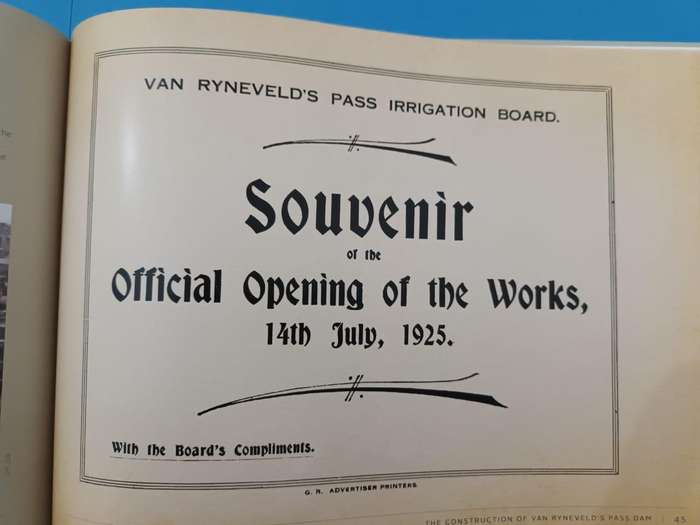 VAN RYNEVELD'S PASS IRRIGATION BOARD.
Souvenir
of the
Official Opening of the Works,
14th July, 1925.
With the Board's Compliments.
G. R. ADVERTISER PRINTERS.
THE CONSTRUCTION OF VAN RYNEVELD'S PASS DAM | 45